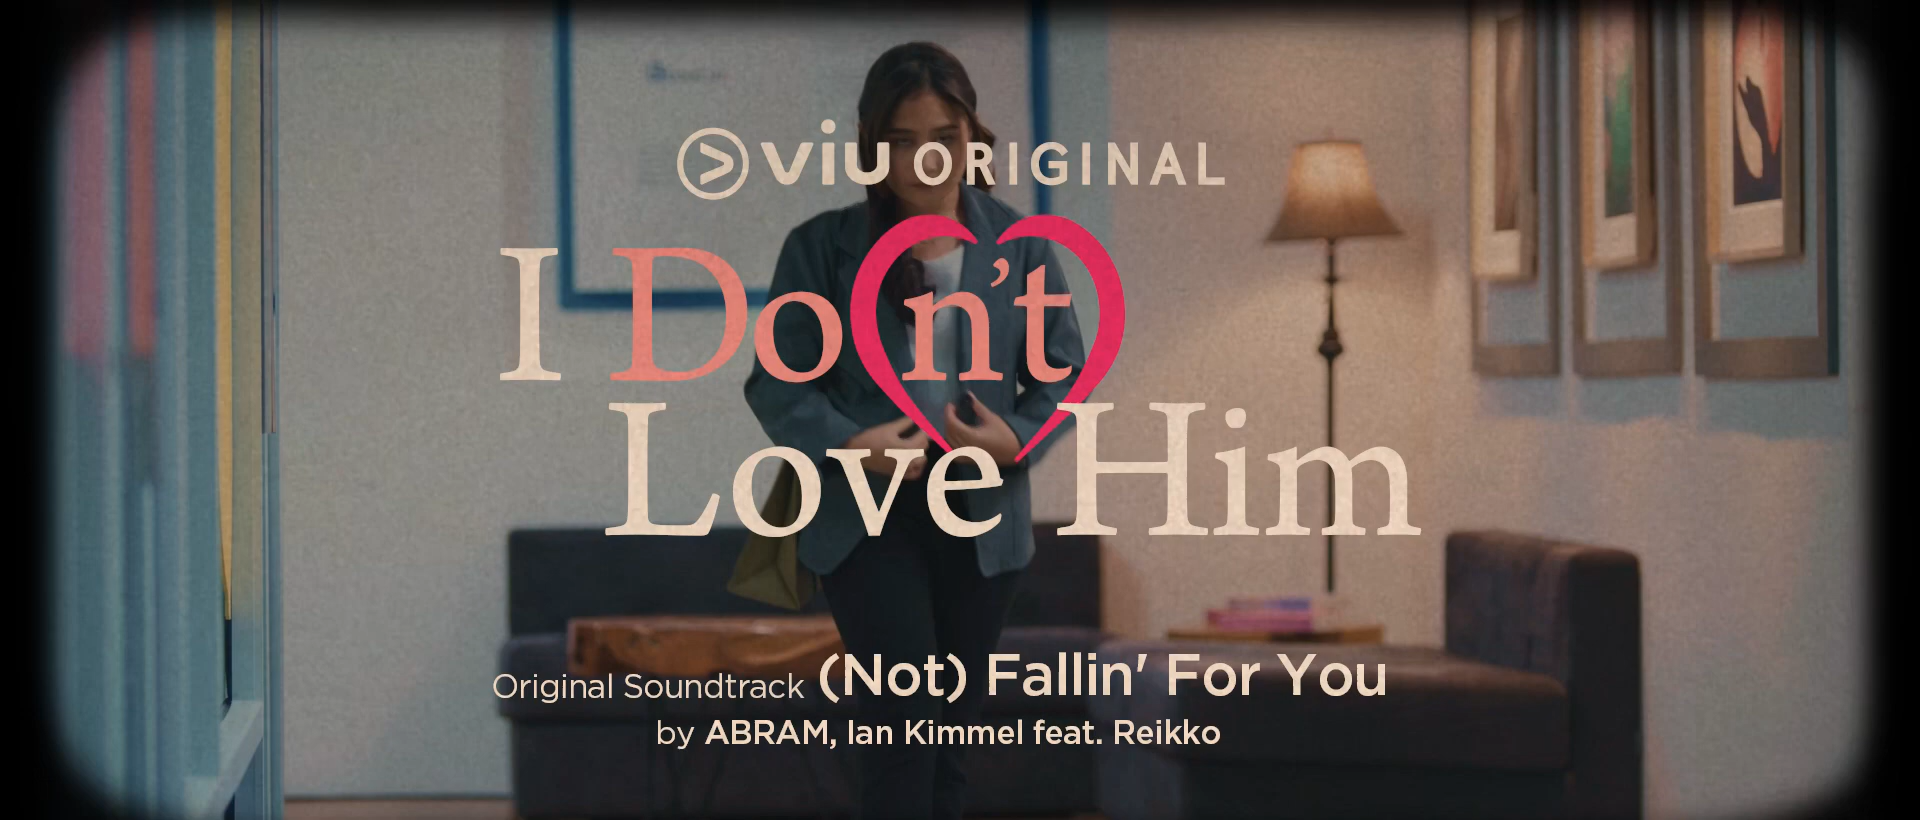 viu ORIGINAL
I Don't
Love Him
Original Soundtrack (Not) Fallin' For You
by ABRAM, Ian Kimmel feat. Reikko